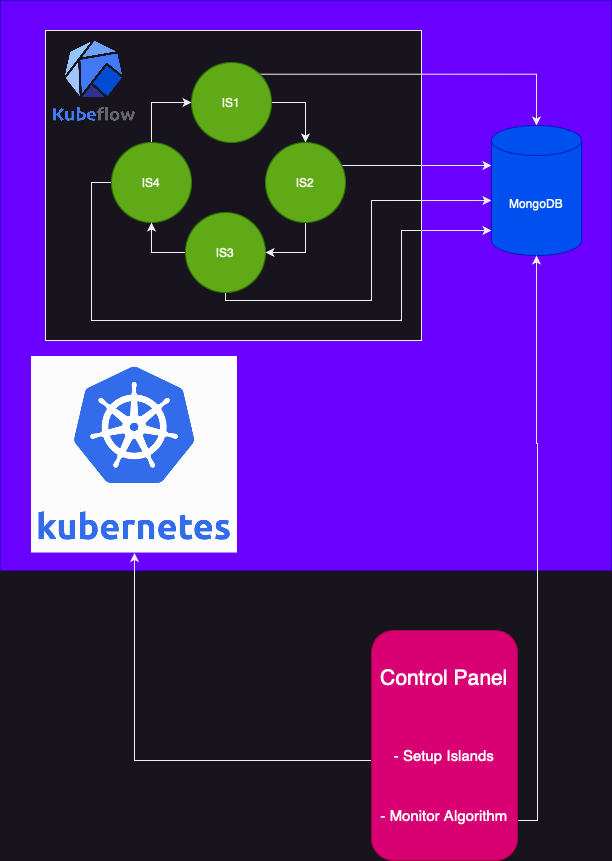 Kubeflow
IS1
IS4
IS2
MongoDB
IS3
kubernetes
Control Panel
- Setup Islands
- Monitor Algorithm